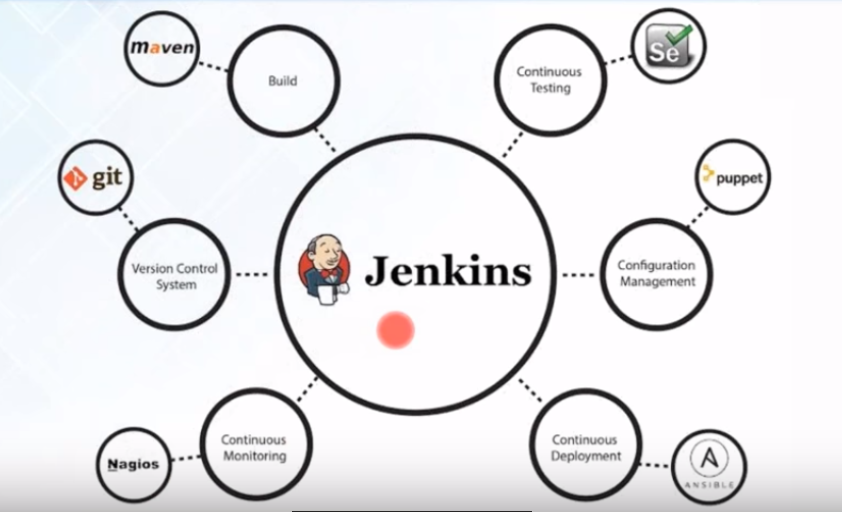 maven
Build
Continuous
Testing
Se
git
puppet
Version Control
System
Jenkins
Configuration
Management
Continuous
Monitoring
Nagios
Continuous
Deployment
ANSIBLE